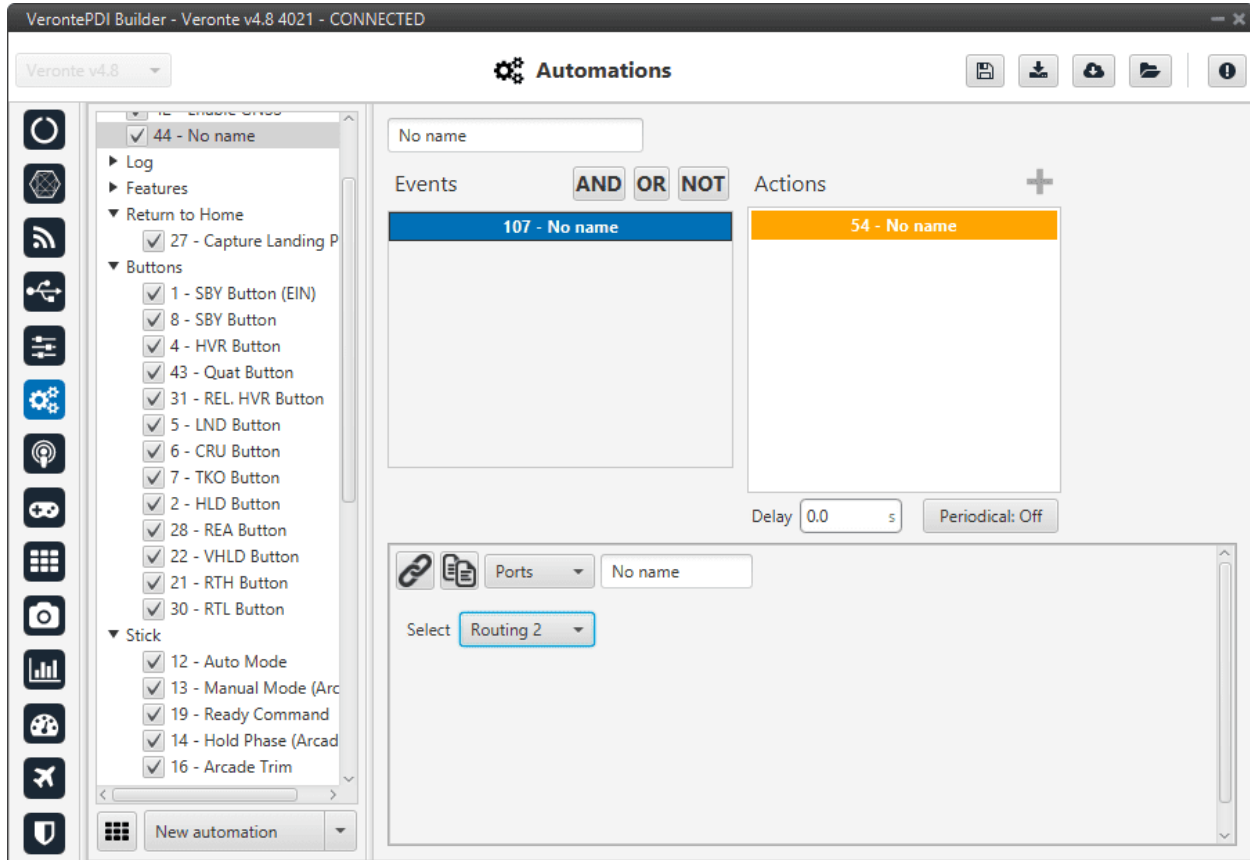 VerontePDI Builder - Veronte v4.8 4021 - CONNECTED
Veronte v4.8
Automations
44 - No name
Log
Features
Return to Home
27 - Capture Landing P
Buttons
1 - SBY Button (EIN)
8 - SBY Button
4 - HVR Button
43 - Quat Button
31 - REL. HVR Button
5 - LND Button
6 - CRU Button
7 - TKO Button
2 - HLD Button
28 - REA Button
22 - VHLD Button
21 - RTH Button
30 - RTL Button
Stick
12 - Auto Mode
13 - Manual Mode (Arc
19 - Ready Command
14 - Hold Phase (Arcad
16 - Arcade Trim
New automation
No name
Events AND OR NOT
107 - No name
Actions
54 - No name
Delay 0.0 s Periodical: Off
Ports No name
Select Routing 2